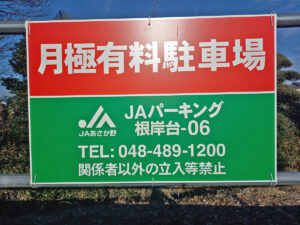 月極有料駐車場
JAパーキング
根岸台-06
JAあさか野
TEL: 048-489-1200
関係者以外の立入等禁止